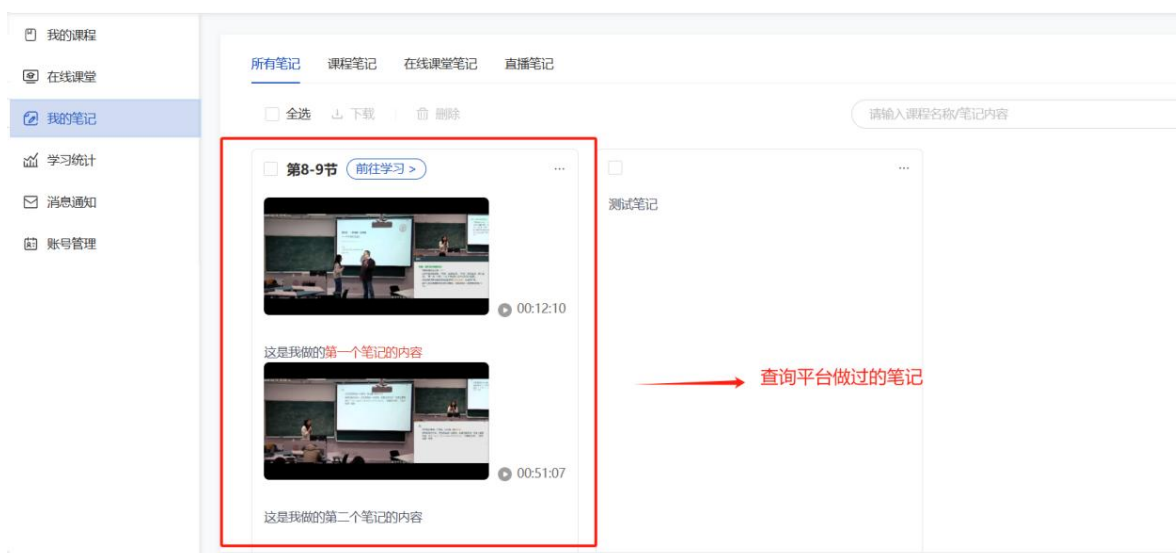 我的课程
在线课堂
我的笔记
学习统计
消息通知
账号管理
所有笔记 课程笔记 在线课堂笔记 直播笔记
全选 下载 删除
请输入课程名称/笔记内容
第8-9节 前往学习 > ...
00:12:10
这是我做的第一个笔记的内容
00:51:07
这是我做的第二个笔记的内容
...
测试笔记
查询平台做过的笔记